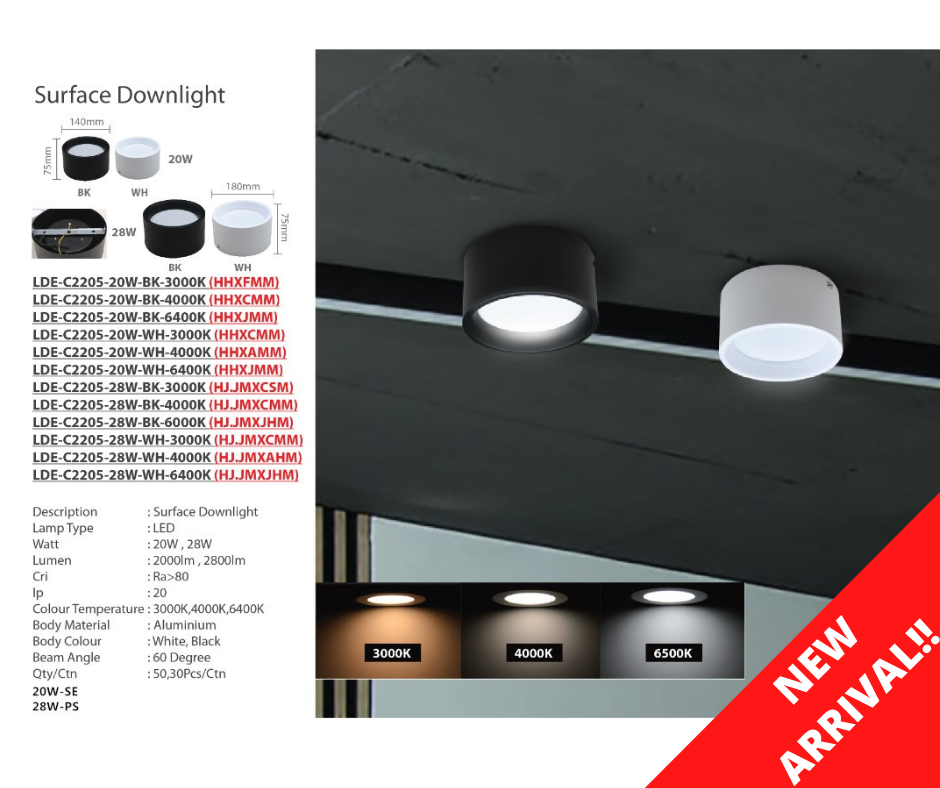 Surface Downlight
140mm
75mm
20W
BK
WH
180mm
75mm
28W
BK
WH
LDE-C2205-20W-BK-3000K (HHXFMM)
LDE-C2205-20W-BK-4000K (HHXCMM)
LDE-C2205-20W-BK-6400K (HHXJMM)
LDE-C2205-20W-WH-3000K (HHXCMM)
LDE-C2205-20W-WH-4000K (HHXAMM)
LDE-C2205-20W-WH-6400K (HHXJMM)
LDE-C2205-28W-BK-3000K (HJ.JMXCSM)
LDE-C2205-28W-BK-4000K (HJ.JMXCMM)
LDE-C2205-28W-BK-6000K (HJ.JMXJHM)
LDE-C2205-28W-WH-3000K (HJ.JMXCMM)
LDE-C2205-28W-WH-4000K (HJ.JMXAHM)
LDE-C2205-28W-WH-6400K (HJ.JMXJHM)
Description : Surface Downlight
Lamp Type : LED
Watt : 20W , 28W
Lumen : 2000lm , 2800lm
Cri : Ra>80
Ip : 20
Colour Temperature : 3000K,4000K,6400K
Body Material : Aluminium
Body Colour : White, Black
Beam Angle : 60 Degree
Qty/Ctn : 50,30Pcs/Ctn
20W-SE
28W-PS
3000K
4000K
6500K
NEW
ARRIVAL!!